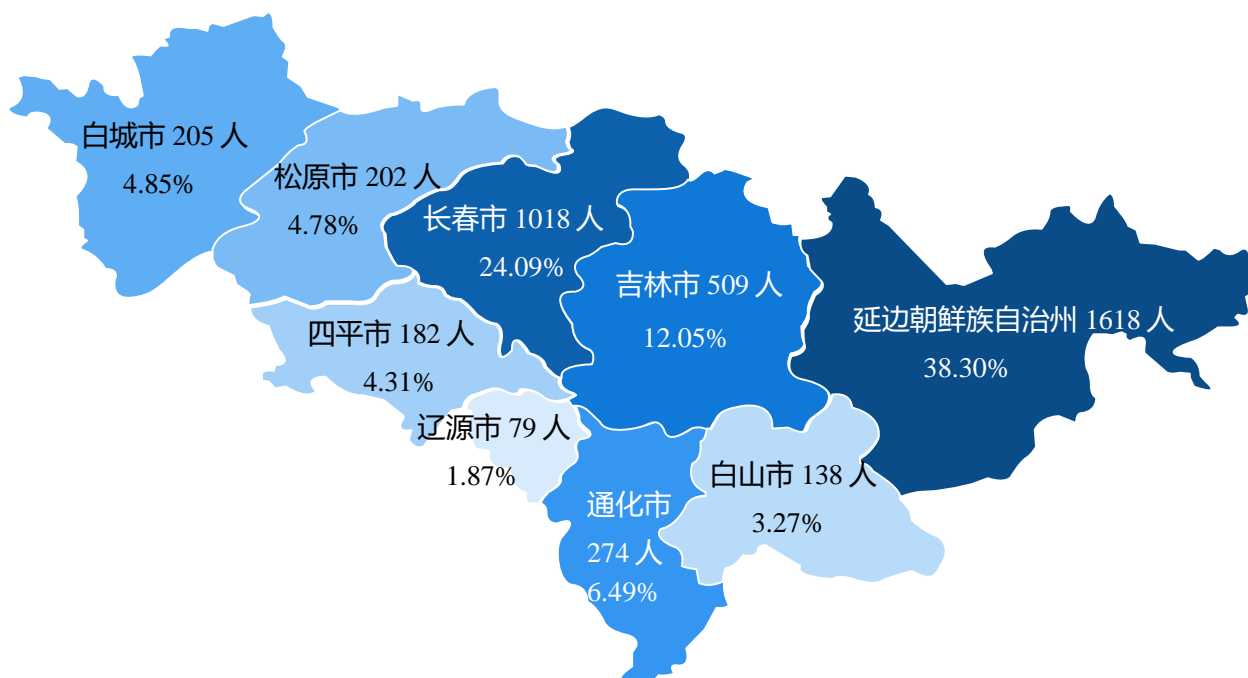 白城市 205 人
4.85%
松原市 202 人
4.78%
长春市 1018 人
24.09%
吉林市 509 人
12.05%
延边朝鲜族自治州 1618 人
38.30%
四平市 182 人
4.31%
辽源市 79 人
1.87%
通化市
274 人
6.49%
白山市 138 人
3.27%